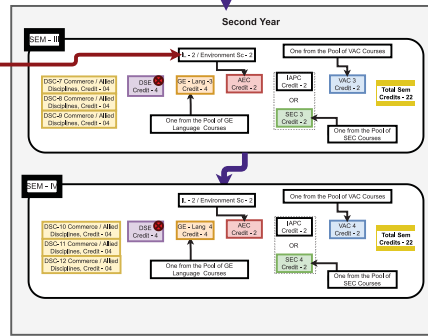 Second Year
SEM - III
IL - 2 / Environment Sc - 2
One from the Pool of VAC Courses
DSC-7 Commerce / Allied
Disciplines, Credit - 04
DSC-8 Commerce / Allied
Disciplines, Credit - 04
DSC-9 Commerce / Allied
Disciplines, Credit - 04
DSE
Credit - 4
GE - Lang -3
Credit - 4
AEC
Credit - 2
IAPC
Credit - 2
OR
SEC 3
Credit - 2
VAC 3
Credit - 2
Total Sem
Credits - 22
One from the Pool of GE
Language Courses
One from the Pool of
SEC Courses
SEM - IV
IL - 2 / Environment Sc - 2
One from the Pool of VAC Courses
DSC-10 Commerce / Allied
Disciplines, Credit - 04
DSC-11 Commerce / Allied
Disciplines, Credit - 04
DSC-12 Commerce / Allied
Disciplines, Credit - 04
DSE
Credit - 4
GE - Lang 4
Credit - 4
AEC
Credit - 2
IAPC
Credit - 2
OR
SEC 4
Credit - 2
VAC 4
Credit - 2
Total Sem
Credits - 22
One from the Pool of GE
Language Courses
One from the Pool of
SEC Courses